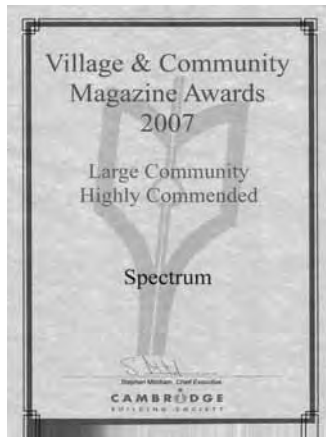 Village & Community
Magazine Awards
2007
Large Community
Highly Commended
Spectrum
Stephen Mitcham, Chief Executive
CAMBRIDGE
BUILDING SOCIETY